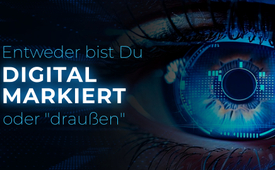 Entweder bist Du
DIGITAL
MARKIERT
oder "draußen"